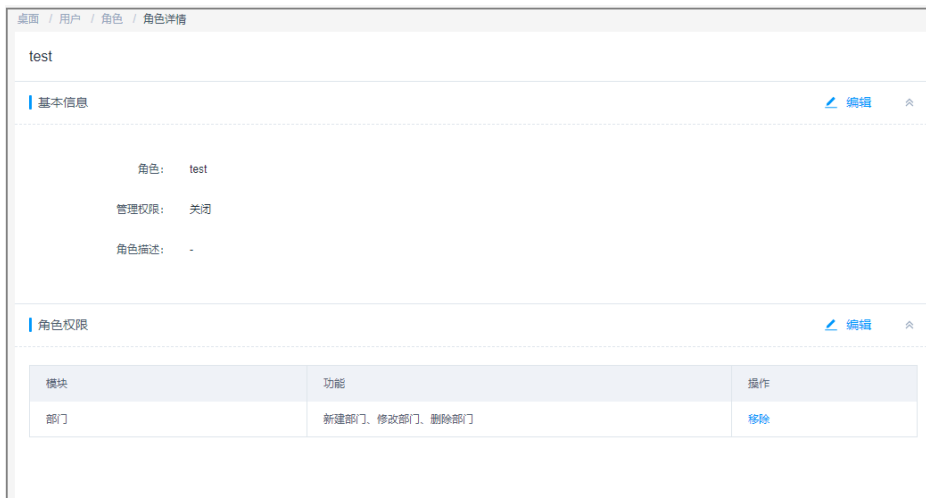 桌面 / 用户 / 角色 / 角色详情
test
基本信息 编辑
角色： test
管理权限： 关闭
角色描述： -
角色权限 编辑
模块 功能 操作
部门 新建部门、修改部门、删除部门 移除